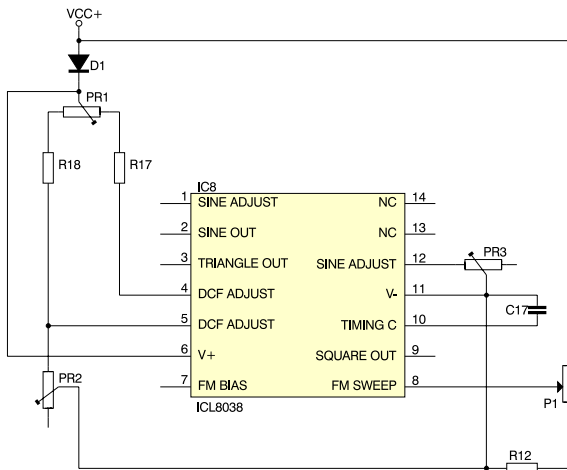 VCC+
D1
PR1
R18
R17
IC8
1 SINE ADJUST NC 14
2 SINE OUT NC 13
3 TRIANGLE OUT SINE ADJUST 12
PR3
4 DCF ADJUST V- 11
C17
5 DCF ADJUST TIMING C 10
6 V+ SQUARE OUT 9
PR2
7 FM BIAS FM SWEEP 8
P1
ICL8038
R12